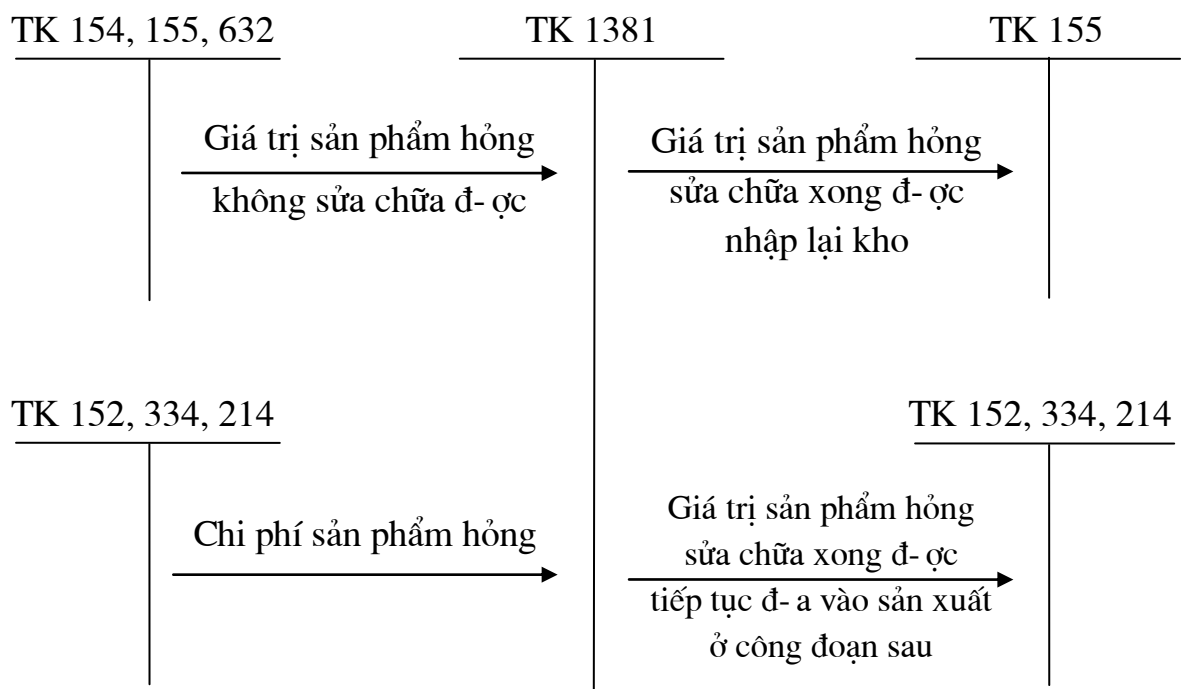 TK 154, 155, 632
TK 1381
TK 155
Giá trị sản phẩm hỏng
không sửa chữa đ- ợc
Giá trị sản phẩm hỏng
sửa chữa xong đ- ợc
nhập lại kho
TK 152, 334, 214
TK 152, 334, 214
Chi phí sản phẩm hỏng
Giá trị sản phẩm hỏng
sửa chữa xong đ- ợc
tiếp tục đ- a vào sản xuất
ở công đoạn sau